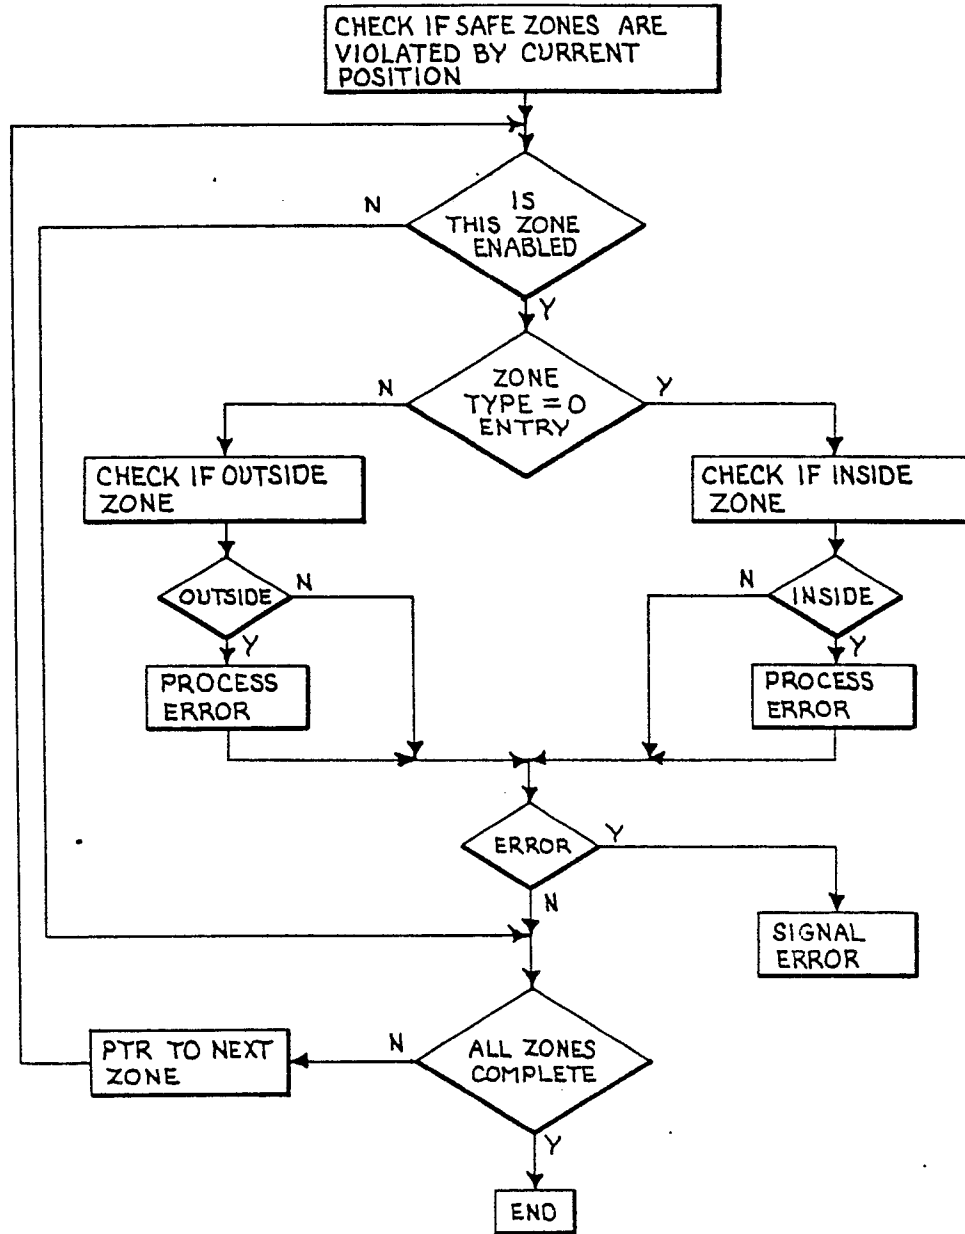 CHECK IF SAFE ZONES ARE
VIOLATED BY CURRENT
POSITION
N
IS
THIS ZONE
ENABLED
Y
N
ZONE
TYPE = 0
ENTRY
Y
CHECK IF OUTSIDE
ZONE
CHECK IF INSIDE
ZONE
OUTSIDE
N
N
INSIDE
Y
Y
PROCESS
ERROR
PROCESS
ERROR
ERROR
Y
N
SIGNAL
ERROR
PTR TO NEXT
ZONE
N
ALL ZONES
COMPLETE
Y
END